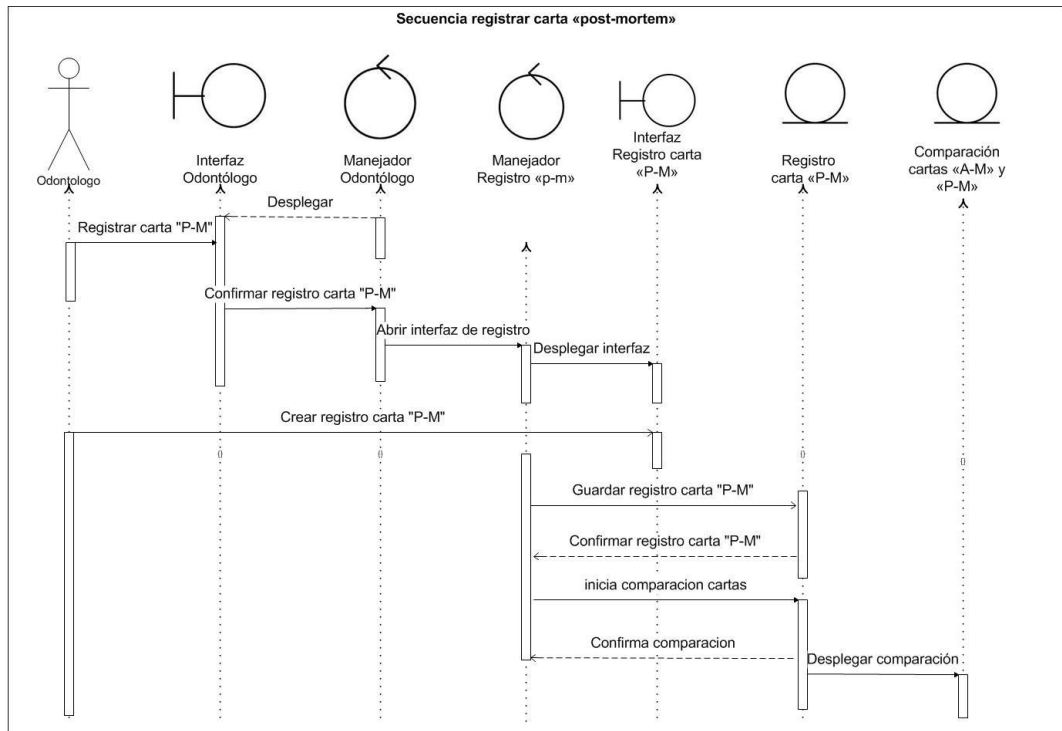 Secuencia registrar carta «post-mortem»
Odontologo
Interfaz
Odontólogo
Manejador
Odontólogo
Manejador
Registro «p-m»
Interfaz
Registro carta
«P-M»
Registro
carta «P-M»
Comparación
cartas «A-M» y
«P-M»
Desplegar
Registrar carta "P-M"
Confirmar registro carta "P-M"
Abrir interfaz de registro
Desplegar interfaz
Crear registro carta "P-M"
Guardar registro carta "P-M"
Confirmar registro carta "P-M"
inicia comparacion cartas
Confirma comparacion
Desplegar comparación